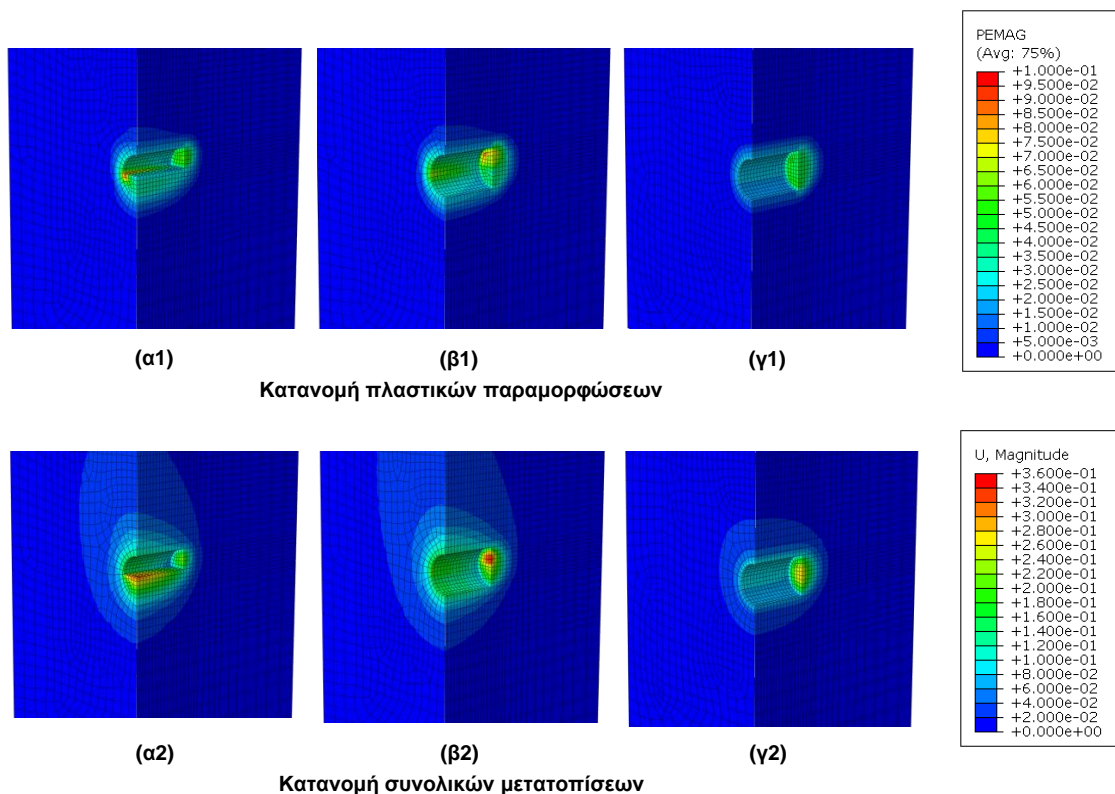 PEMAG
(Avg: 75%)
+1.000e-01
+9.500e-02
+9.000e-02
+8.500e-02
+8.000e-02
+7.500e-02
+7.000e-02
+6.500e-02
+6.000e-02
+5.500e-02
+5.000e-02
+4.500e-02
+4.000e-02
+3.500e-02
+3.000e-02
+2.500e-02
+2.000e-02
+1.500e-02
+1.000e-02
+5.000e-03
+0.000e+00
(α1) (β1) (γ1)
Κατανομή πλαστικών παραμορφώσεων
U, Magnitude
+3.600e-01
+3.400e-01
+3.200e-01
+3.000e-01
+2.800e-01
+2.600e-01
+2.400e-01
+2.200e-01
+2.000e-01
+1.800e-01
+1.600e-01
+1.400e-01
+1.200e-01
+1.000e-01
+8.000e-02
+6.000e-02
+4.000e-02
+2.000e-02
+0.000e+00
(α2) (β2) (γ2)
Κατανομή συνολικών μετατοπίσεων